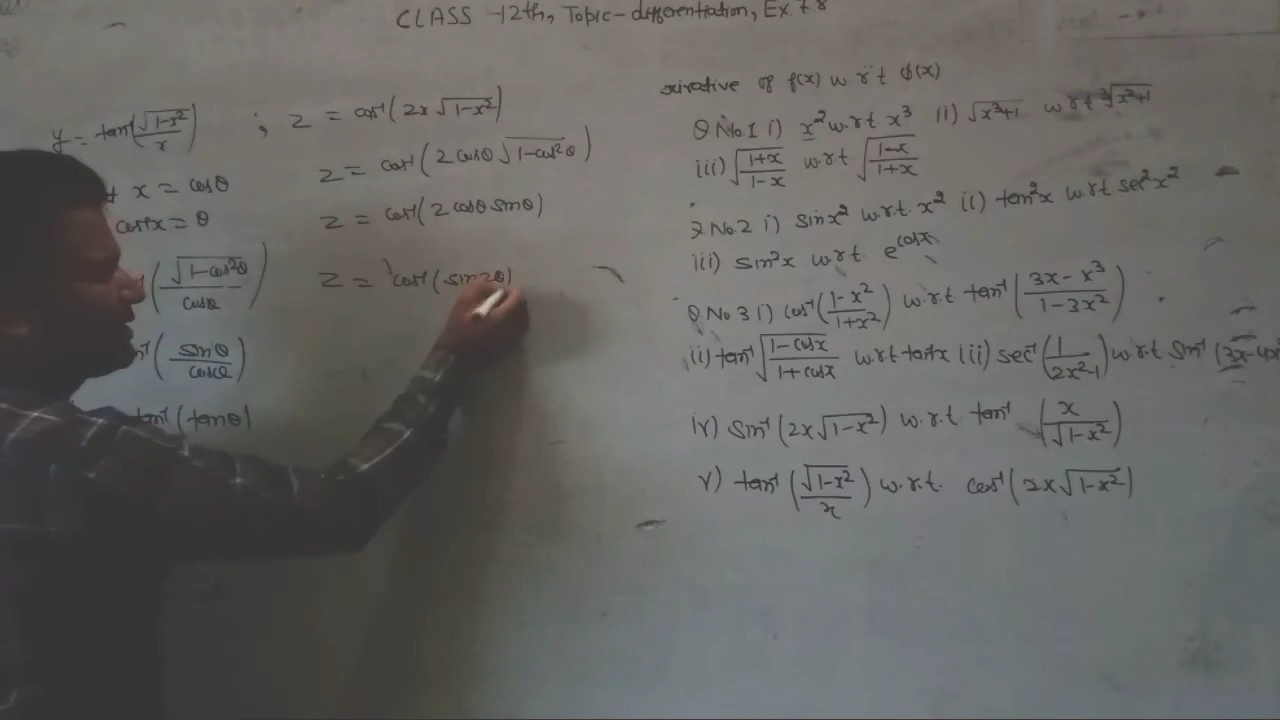 CLASS -12th, Topic - differentiation, Ex. 7.8
y = tan⁻¹(√(1-x²)/x) ; z = cos⁻¹(2x√(1-x²))
x = cosθ
cos⁻¹x = θ
(√(1-cos²θ)/cosθ)
(sinθ/cosθ)
tan⁻¹(tanθ)
z = cos⁻¹(2cosθ√(1-cos²θ))
z = cos⁻¹(2cosθ sinθ)
z = cos⁻¹(sin2θ)
of f(x) w r t φ(x)
Q No.1 i) x² w.r.t x³ (ii) √(x³+1) w r t ³√(x²+1)
iii) √((1+x)/(1-x)) w r t √((1-x)/(1+x))
Q No.2 i) sinx² w.r.t. x² ii) tan²x w.r.t sec²x²
iii) sin²x w r t. e^(cosx)
Q No 3 i) cos⁻¹((1-x²)/(1+x²)) w.r.t tan⁻¹((3x-x³)/(1-3x²))
(ii) tan⁻¹√((1-cosx)/(1+cosx)) w r t tan⁻¹x iii) sec⁻¹(1/(2x²-1)) w.r.t sin⁻¹(3x-4x³
iv) sin⁻¹(2x√(1-x²)) w.r.t tan⁻¹(x/√(1-x²))
v) tan⁻¹(√(1-x²)/x) w.r.t. cos⁻¹(2x√(1-x²))